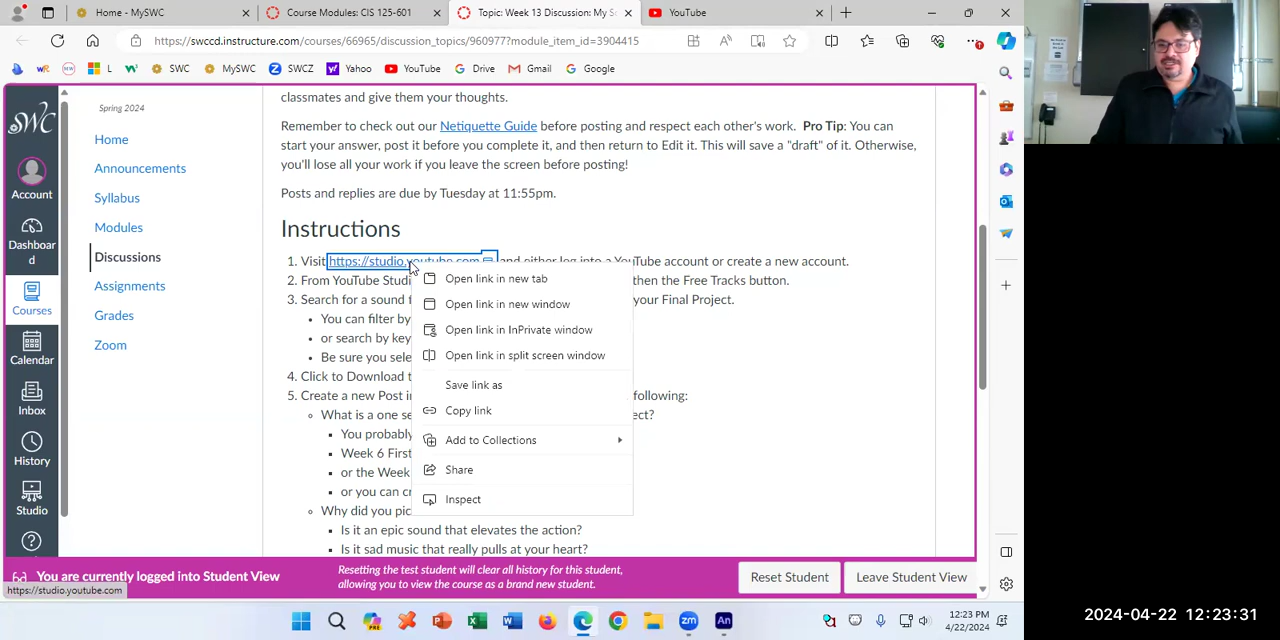 Home - MySWC
Course Modules: CIS 125-601
Topic: Week 13 Discussion: My S
YouTube
https://swccd.instructure.com/courses/66965/discussion_topics/960977?module_item_id=3904415
L
SWC
MySWC
SWCZ
Yahoo
YouTube
Drive
Gmail
Google
Spring 2024
Home
Announcements
Syllabus
Modules
Discussions
Assignments
Grades
Zoom
SWC
Account
Dashboar
d
Courses
Calendar
Inbox
History
Studio
classmates and give them your thoughts.
Remember to check out our Netiquette Guide before posting and respect each other's work. Pro Tip: You can
start your answer, post it before you complete it, and then return to Edit it. This will save a "draft" of it. Otherwise,
you'll lose all your work if you leave the screen before posting!
Posts and replies are due by Tuesday at 11:55pm.
Instructions
1. Visit https://studio.youtube.com and either log into a YouTube account or create a new account.
2. From YouTube Studi then the Free Tracks button.
3. Search for a sound f your Final Project.
You can filter by
or search by key
Be sure you sele
4. Click to Download t
5. Create a new Post i following:
What is a one se ct?
You probably
Week 6 First
or the Week
or you can cr
Why did you pic
Is it an epic sound that elevates the action?
Is it sad music that really pulls at your heart?
Open link in new tab
Open link in new window
Open link in InPrivate window
Open link in split screen window
Save link as
Copy link
Add to Collections
Share
Inspect
You are currently logged into Student View
Resetting the test student will clear all history for this student,
allowing you to view the course as a brand new student.
Reset Student
Leave Student View
https://studio.youtube.com
12:23 PM
4/22/2024
2024-04-22 12:23:31